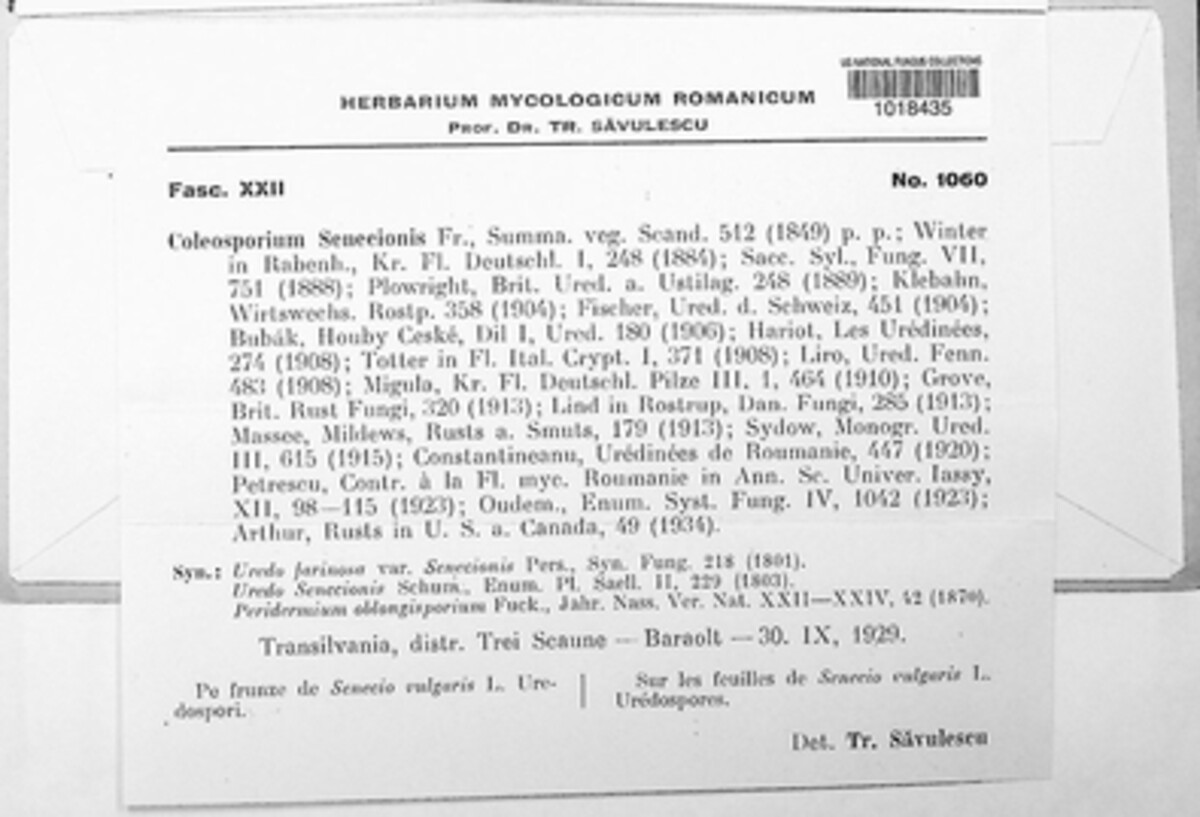 US NATIONAL FUNGUS COLLECTIONS
1018435
HERBARIUM MYCOLOGICUM ROMANICUM
PROF. DR. TR. SĂVULESCU
Fasc. XXII
No. 1060
Coleosporium Senecionis Fr., Summa. veg. Scand. 512 (1849) p. p.; Winter
in Rabenh., Kr. Fl. Deutschl. I, 248 (1884); Sacc. Syl., Fung. VII,
751 (1888); Plowright, Brit. Ured. a. Ustilag. 248 (1889); Klebahn,
Wirtswechs. Rostp. 358 (1904); Fischer, Ured. d. Schweiz, 451 (1904);
Bubák, Houby Ceské, Dil I, Ured. 180 (1906); Hariot, Les Urédinées,
274 (1908); Totter in Fl. Ital. Crypt. I, 371 (1908); Liro, Ured. Fenn.
483 (1908); Migula, Kr. Fl. Deutschl. Pilze III, 1, 464 (1910); Grove,
Brit. Rust Fungi, 320 (1913); Lind in Rostrup, Dan. Fungi, 285 (1913);
Massee, Mildews, Rusts a. Smuts, 179 (1913); Sydow, Monogr. Ured.
III, 615 (1915); Constantineanu, Urédinées de Roumanie, 447 (1920);
Petrescu, Contr. à la Fl. myc. Roumanie in Ann. Sc. Univer. Iassy,
XII, 98—115 (1923); Oudem., Enum. Syst. Fung. IV, 1042 (1923);
Arthur, Rusts in U. S. a. Canada, 49 (1934).
Syn.: Uredo farinosa var. Senecionis Pers., Syn. Fung. 218 (1801).
Uredo Senecionis Schum., Enum. Pl. Saell. II, 229 (1803).
Peridermium oblongisporium Fuck., Jahr. Nass. Ver. Nat. XXII—XXIV, 42 (1870).
Transilvania, distr. Trei Scaune — Baraolt — 30. IX, 1929.
Pe frunze de Senecio vulgaris L. Ure-
dospori.
Sur les feuilles de Senecio vulgaris L.
Urédospores.
Det. Tr. Săvulescu